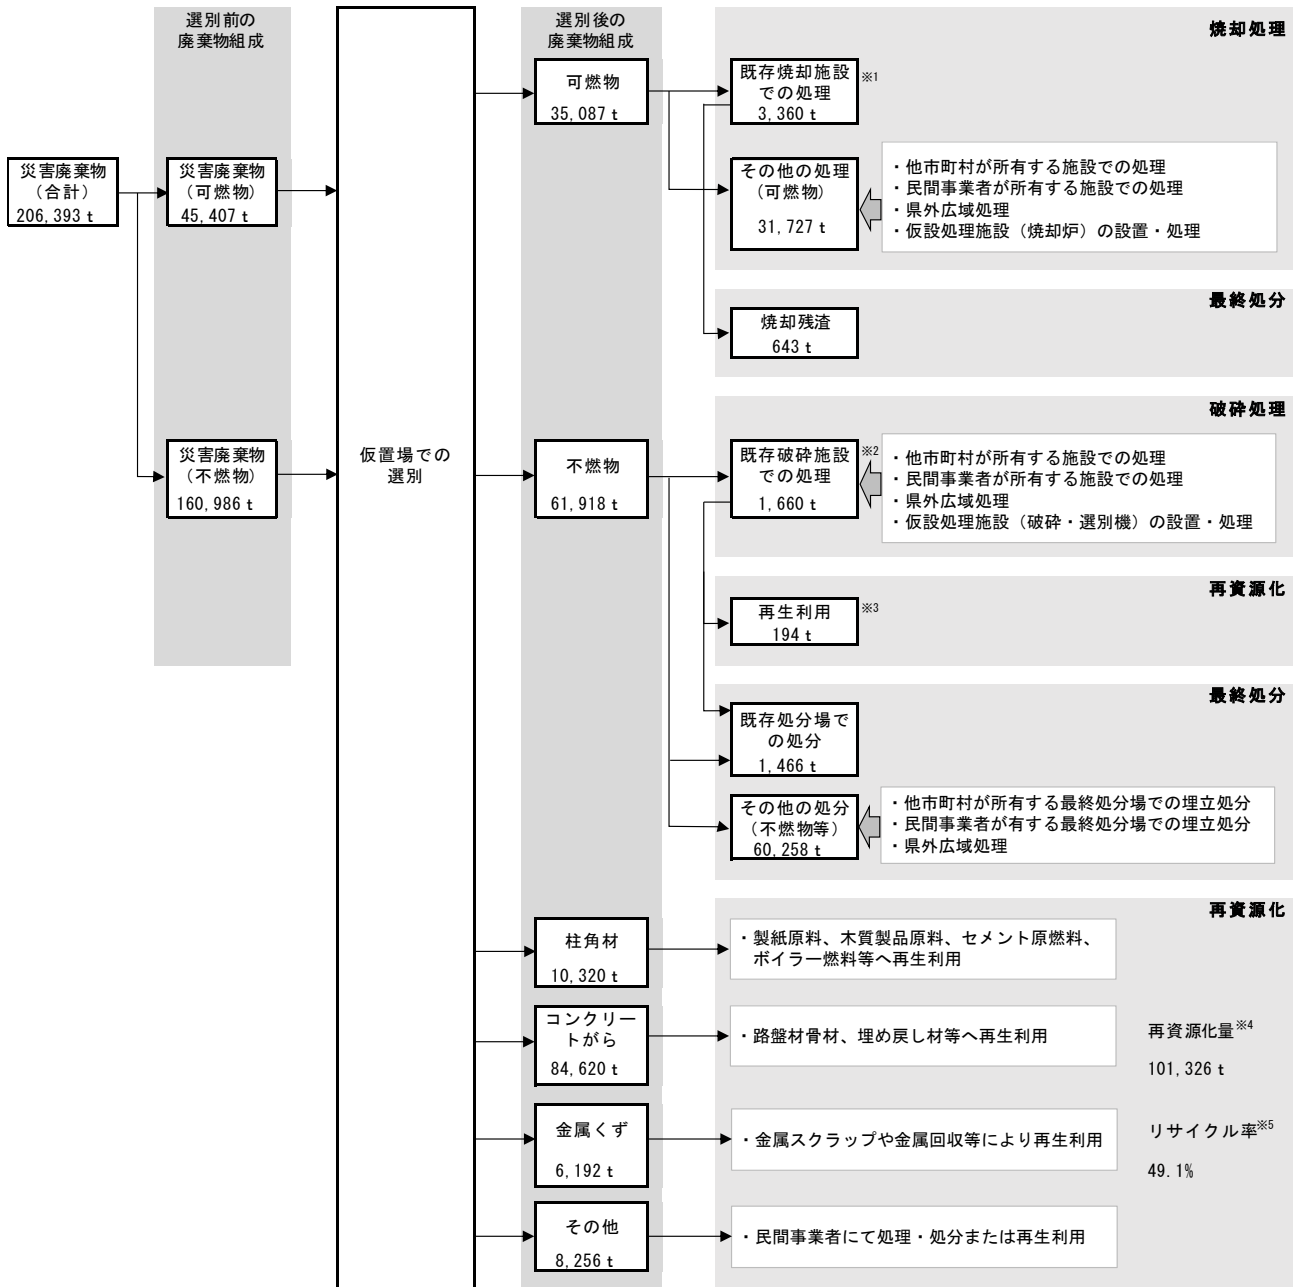 選別前の
廃棄物組成
選別後の
廃棄物組成
焼却処理
災害廃棄物
（合計）
206,393 t
災害廃棄物
（可燃物）
45,407 t
災害廃棄物
（不燃物）
160,986 t
仮置場での
選別
可燃物
35,087 t
既存焼却施設
での処理
3,360 t
※1
その他の処理
（可燃物）
31,727 t
・他市町村が所有する施設での処理
・民間事業者が所有する施設での処理
・県外広域処理
・仮設処理施設（焼却炉）の設置・処理
最終処分
焼却残渣
643 t
破砕処理
不燃物
61,918 t
既存破砕施設
での処理
1,660 t
※2
・他市町村が所有する施設での処理
・民間事業者が所有する施設での処理
・県外広域処理
・仮設処理施設（破砕・選別機）の設置・処理
再資源化
再生利用
194 t
※3
最終処分
既存処分場で
の処分
1,466 t
その他の処分
（不燃物等）
60,258 t
・他市町村が所有する最終処分場での埋立処分
・民間事業者が有する最終処分場での埋立処分
・県外広域処理
再資源化
柱角材
10,320 t
・製紙原料、木質製品原料、セメント原燃料、
ボイラー燃料等へ再生利用
コンクリー
トがら
84,620 t
・路盤材骨材、埋め戻し材等へ再生利用
再資源化量※4
101,326 t
金属くず
6,192 t
・金属スクラップや金属回収等により再生利用
リサイクル率※5
49.1%
その他
8,256 t
・民間事業者にて処理・処分または再生利用